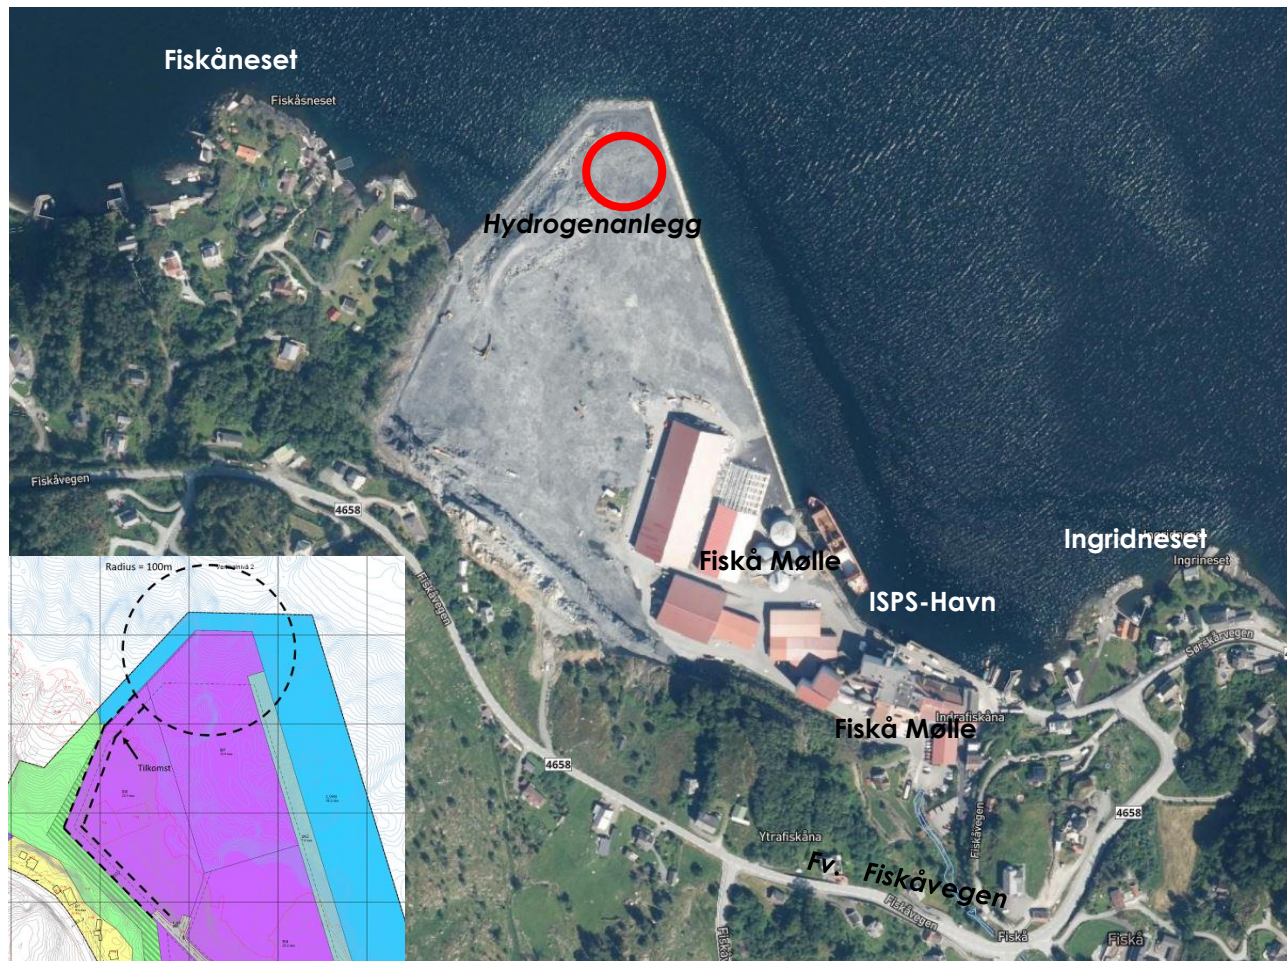 Fiskåneset
Fiskåsneset
Hydrogenanlegg
Fiskåvegen
4658
Ingridneset
Ingrineset
Fiskå Mølle
ISPS-Havn
Sørskårvegen
Radius = 100m
Fiskåvegen
Tilkomst
Indrafiskåna
Fiskå Mølle
4658
4658
Fiskåvegen
Ytrafiskåna
Fv. Fiskåvegen
Fiskåvegen
Fiskå
Fiskå